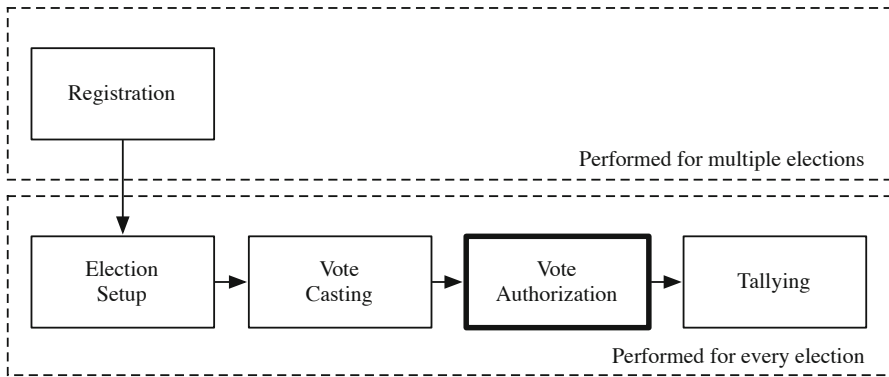 Registration
Performed for multiple elections
Election
Setup
Vote
Casting
Vote
Authorization
Tallying
Performed for every election